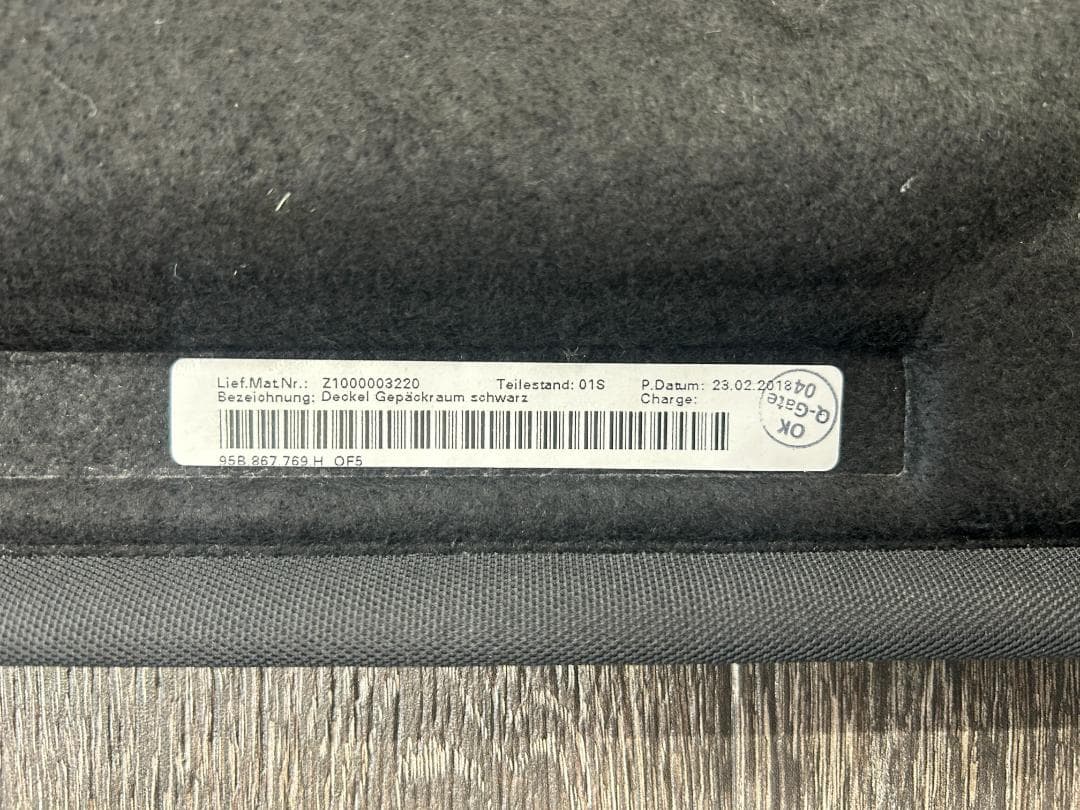 Lief.Mat.Nr.: Z1000003220 Teilestand: 01S P.Datum: 23.02.2018
Bezeichnung: Deckel Gepäckraum schwarz Charge:
95B.867.769.H OF5
OK
Q-Gate
04